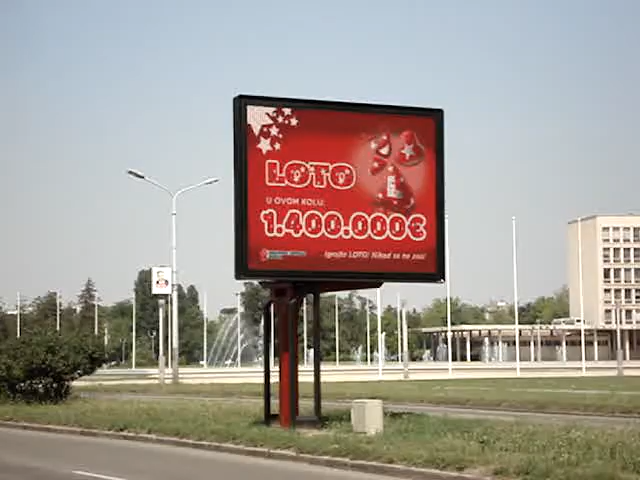 LOTO
U OVOM KOLU:
1.400.000€
Igrajte LOTO! Nikad se ne zna!